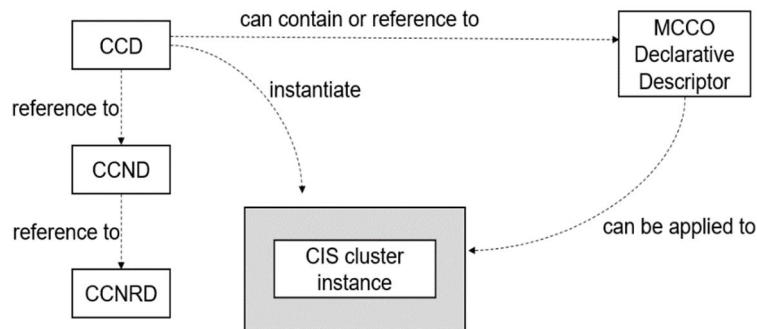 can contain or reference to
CCD
MCCO
Declarative
Descriptor
instantiate
reference to
CCND
reference to
can be applied to
CIS cluster
instance
CCNRD